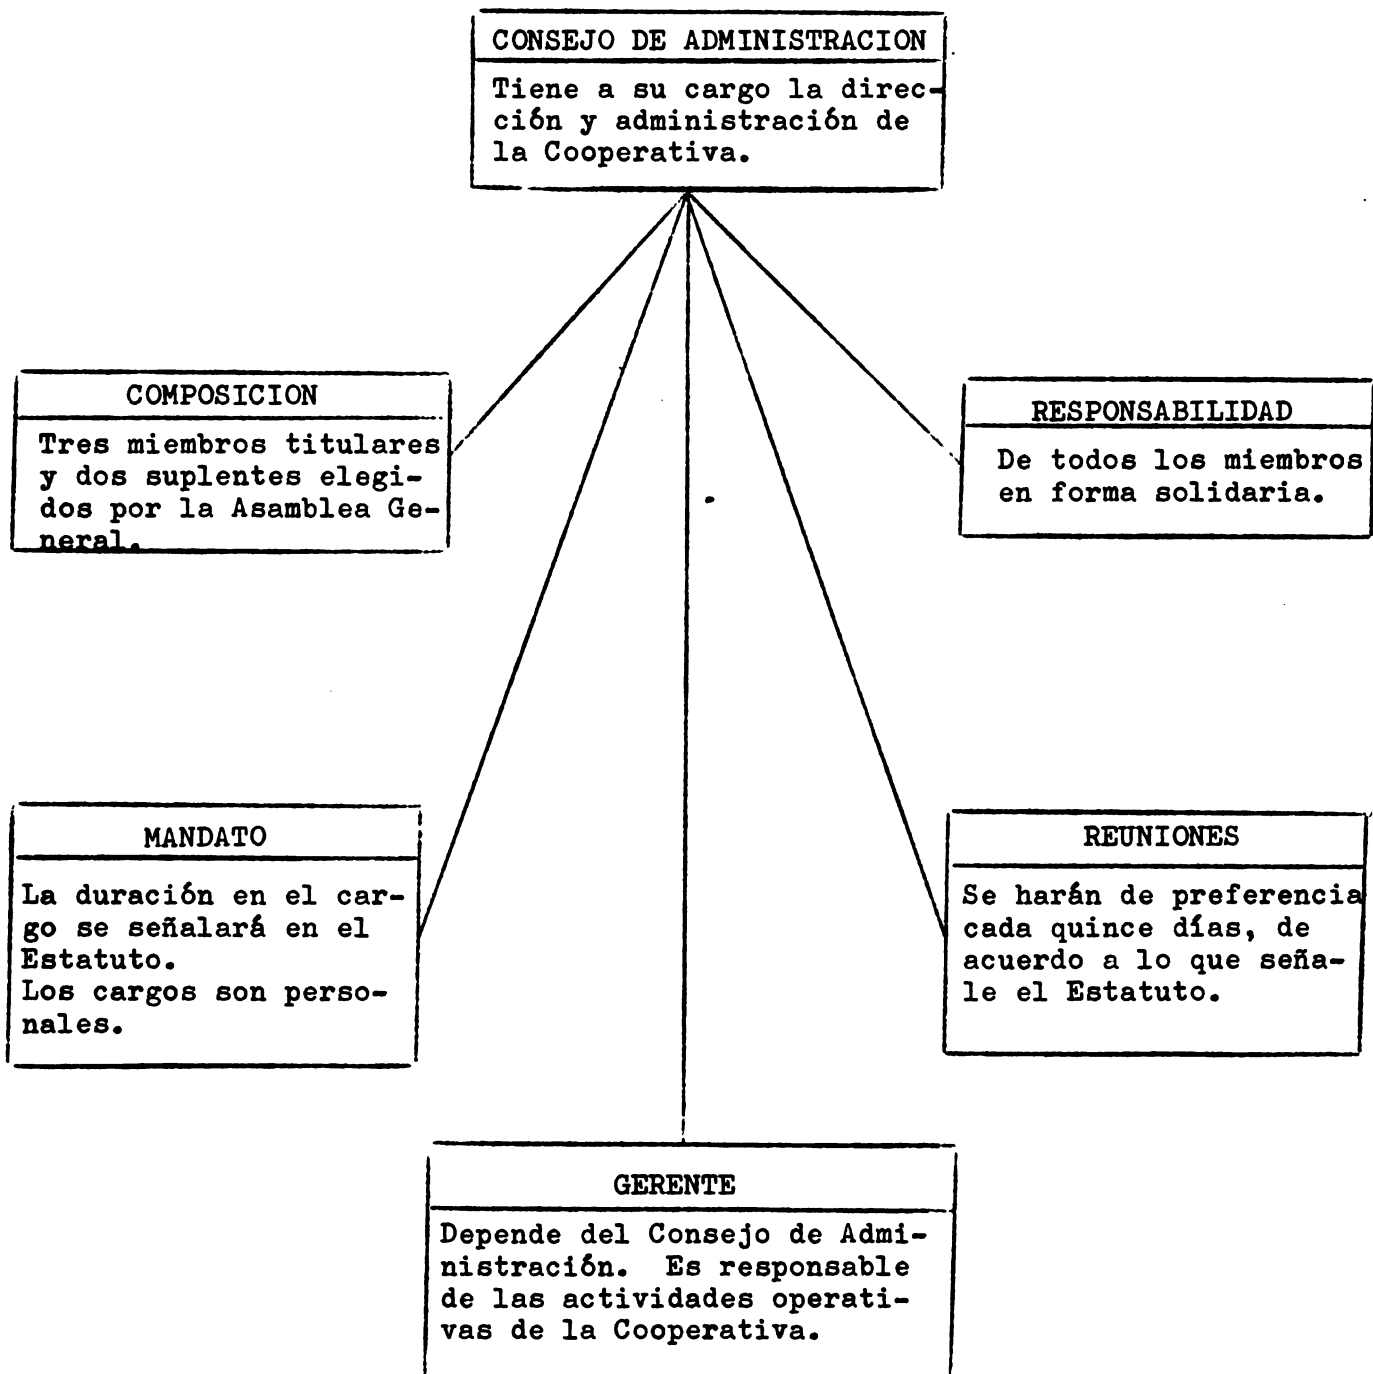 CONSEJO DE ADMINISTRACION
Tiene a su cargo la direc-
ción y administración de
la Cooperativa.
COMPOSICION
Tres miembros titulares
y dos suplentes elegi-
dos por la Asamblea Ge-
neral.
RESPONSABILIDAD
De todos los miembros
en forma solidaria.
MANDATO
La duración en el car-
go se señalará en el
Estatuto.
Los cargos son perso-
nales.
REUNIONES
Se harán de preferencia
cada quince días, de
acuerdo a lo que seña-
le el Estatuto.
GERENTE
Depende del Consejo de Admi-
nistración. Es responsable
de las actividades operati-
vas de la Cooperativa.